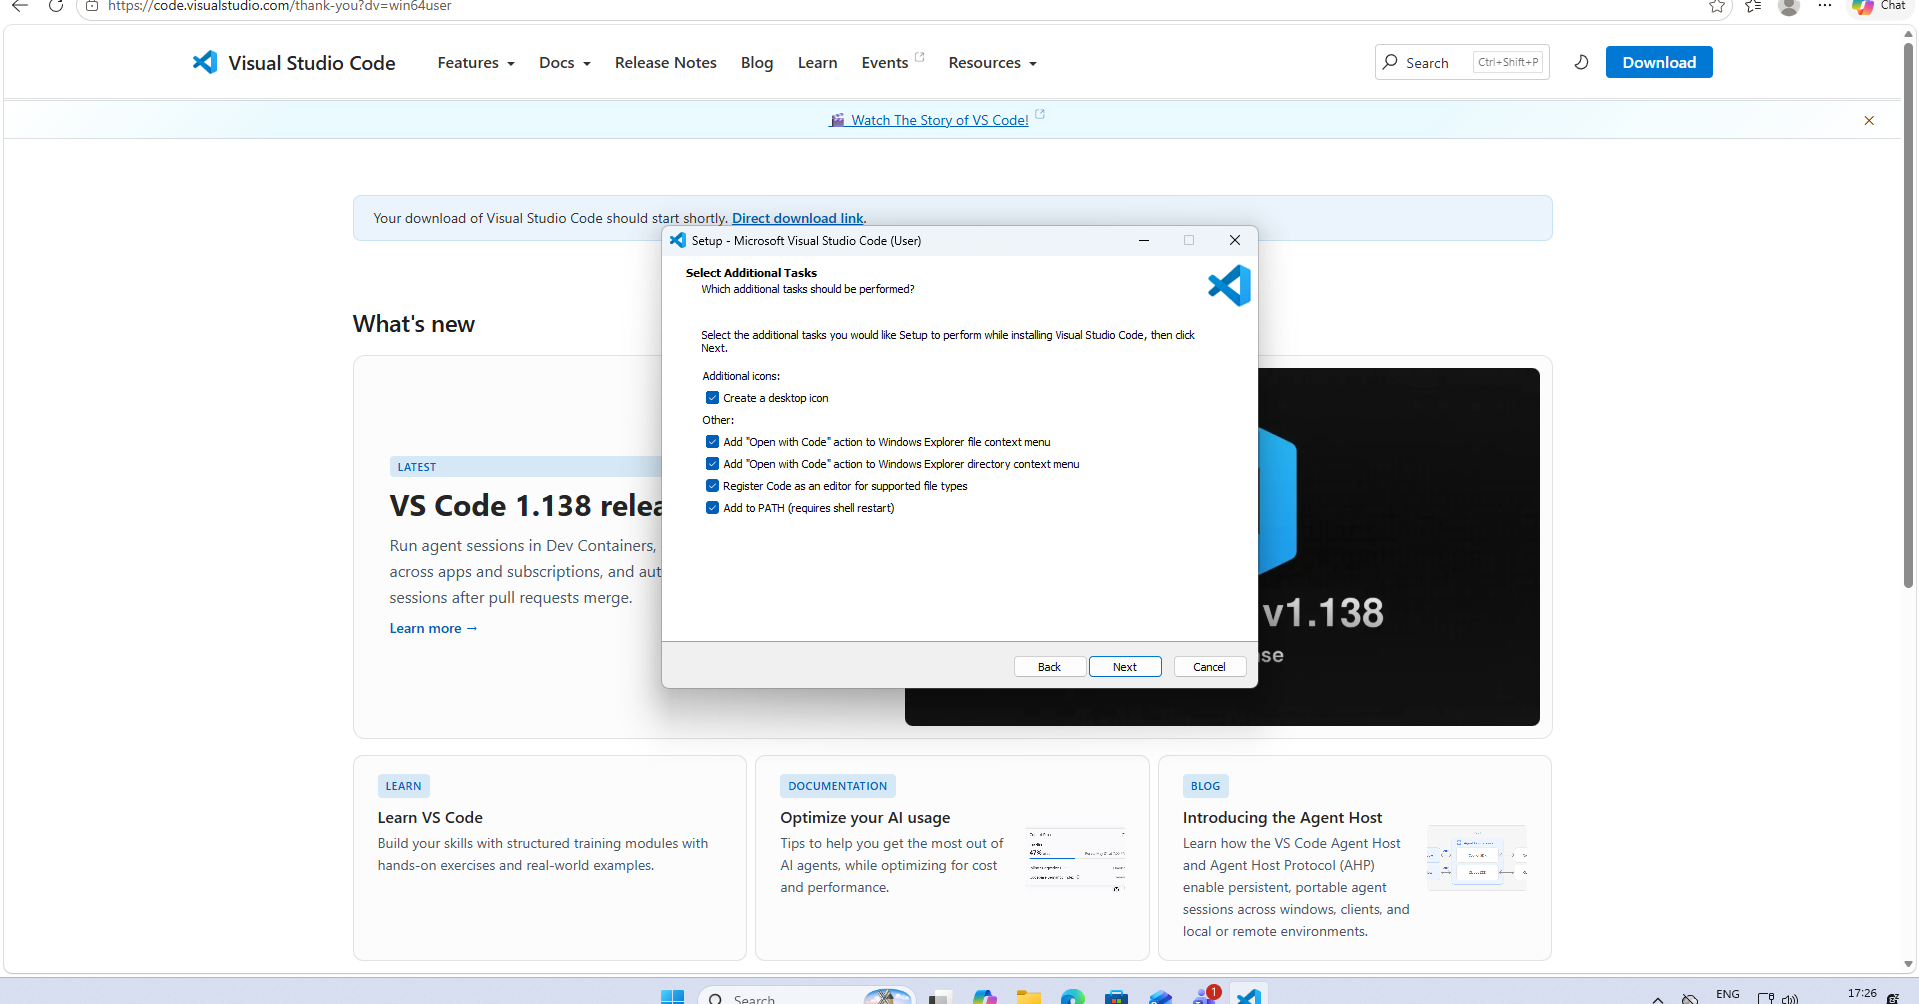 https://code.visualstudio.com/thank-you?dv=win64user
Chat
Visual Studio Code
Features
Docs
Release Notes
Blog
Learn
Events
Resources
Search
Ctrl+Shift+P
Download
Watch The Story of VS Code!
Your download of Visual Studio Code should start shortly. Direct download link.
Setup - Microsoft Visual Studio Code (User)
Select Additional Tasks
Which additional tasks should be performed?
Select the additional tasks you would like Setup to perform while installing Visual Studio Code, then click
Next.
Additional icons:
Create a desktop icon
Other:
Add "Open with Code" action to Windows Explorer file context menu
Add "Open with Code" action to Windows Explorer directory context menu
Register Code as an editor for supported file types
Add to PATH (requires shell restart)
Back
Next
Cancel
What's new
LATEST
VS Code 1.138 relea
Run agent sessions in Dev Containers,
across apps and subscriptions, and aut
sessions after pull requests merge.
Learn more →
v1.138
se
LEARN
Learn VS Code
Build your skills with structured training modules with
hands-on exercises and real-world examples.
DOCUMENTATION
Optimize your AI usage
Tips to help you get the most out of
AI agents, while optimizing for cost
and performance.
47%
BLOG
Introducing the Agent Host
Learn how the VS Code Agent Host
and Agent Host Protocol (AHP)
enable persistent, portable agent
sessions across windows, clients, and
local or remote environments.
Search
1
ENG
17:26